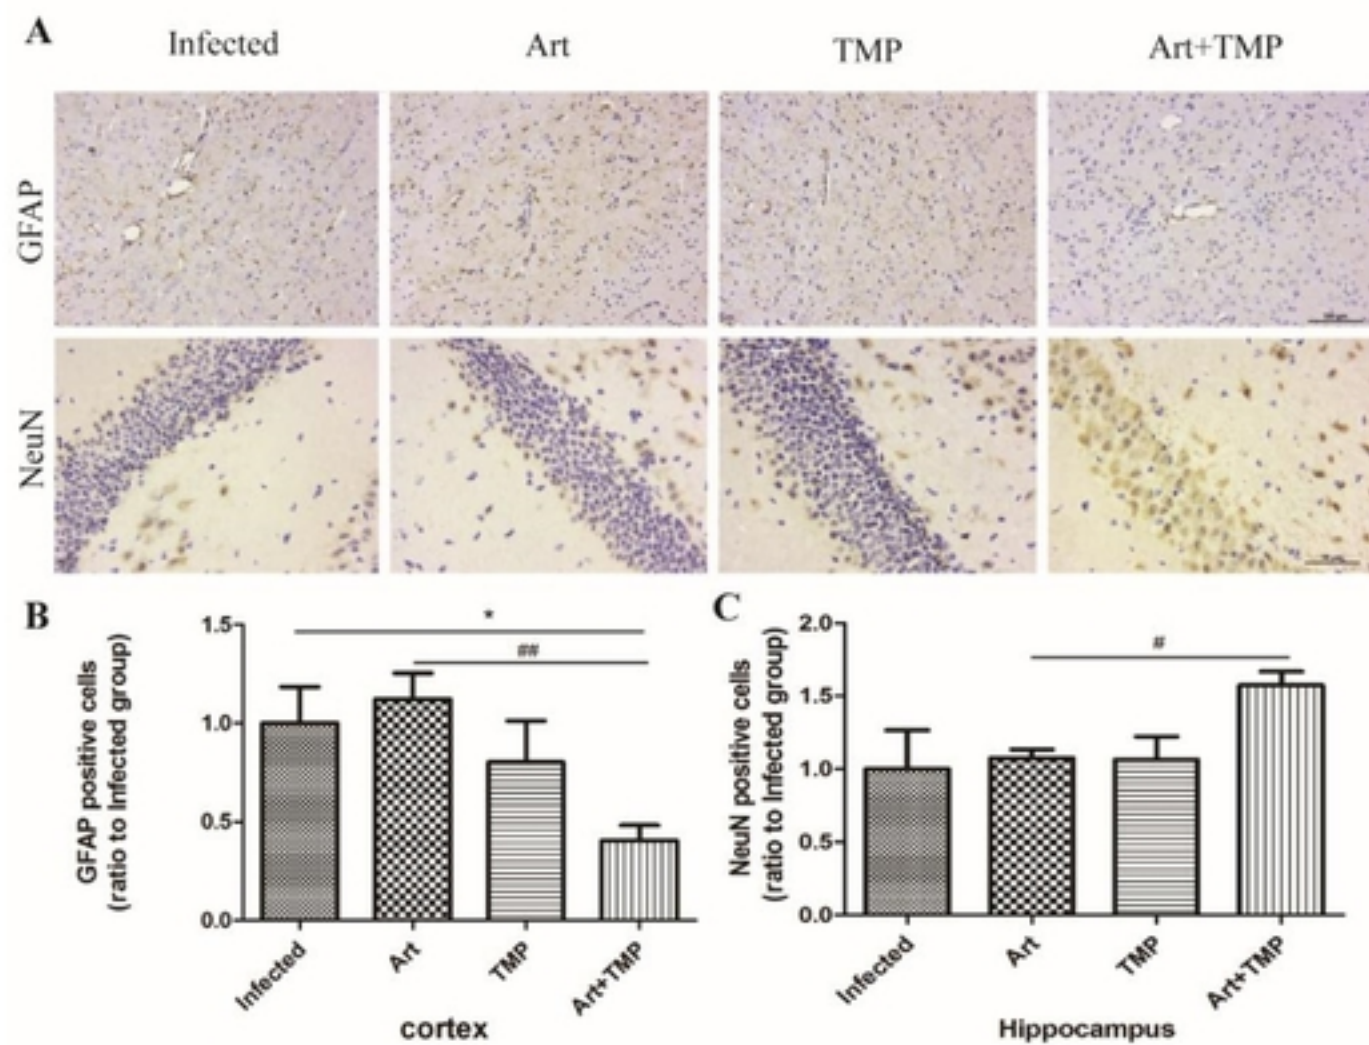 A
Infected Art TMP Art+TMP
GFAP
NeuN
B
GFAP positive cells
(ratio to Infected group)
1.5
1.0
0.5
0.0
*
##
Infected Art TMP Art+TMP
cortex
C
NeuN positive cells
(ratio to Infected group)
2.0
1.5
1.0
0.5
0.0
#
Infected Art TMP Art+TMP
Hippocampus